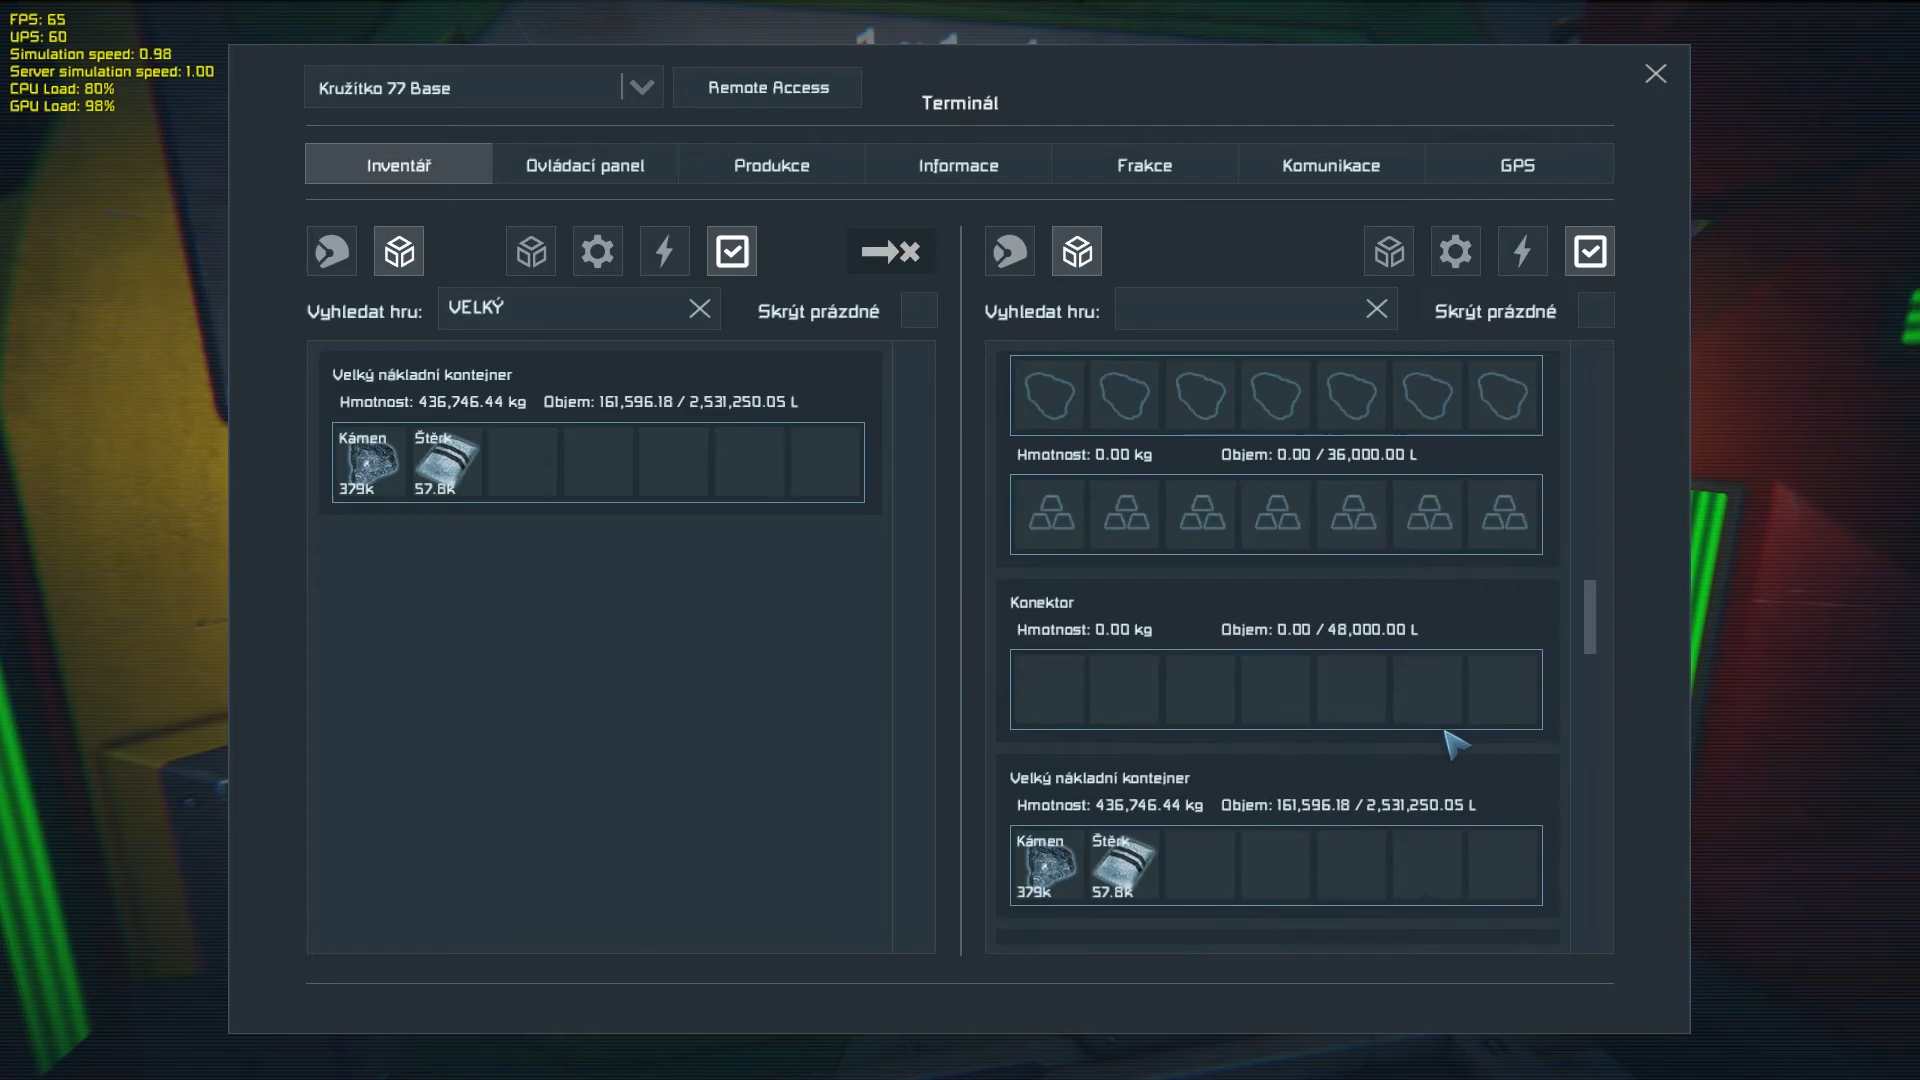 FPS: 65
UPS: 60
Simulation speed: 0.98
Server simulation speed: 1.00
CPU Load: 80%
GPU Load: 98%
Kružítko 77 Base
Remote Access
Terminál
Inventář
Ovládací panel
Produkce
Informace
Frakce
Komunikace
GPS
Vyhledat hru:
VELKÝ
Skrýt prázdné
Velký nákladní kontejner
Hmotnost: 436,746.44 kg
Objem: 161,596.18 / 2,531,250.05 L
Kámen
379k
Štěrk
57.8k
Vyhledat hru:
Skrýt prázdné
Hmotnost: 0.00 kg
Objem: 0.00 / 36,000.00 L
Konektor
Hmotnost: 0.00 kg
Objem: 0.00 / 48,000.00 L
Velký nákladní kontejner
Hmotnost: 436,746.44 kg
Objem: 161,596.18 / 2,531,250.05 L
Kámen
379k
Štěrk
57.8k